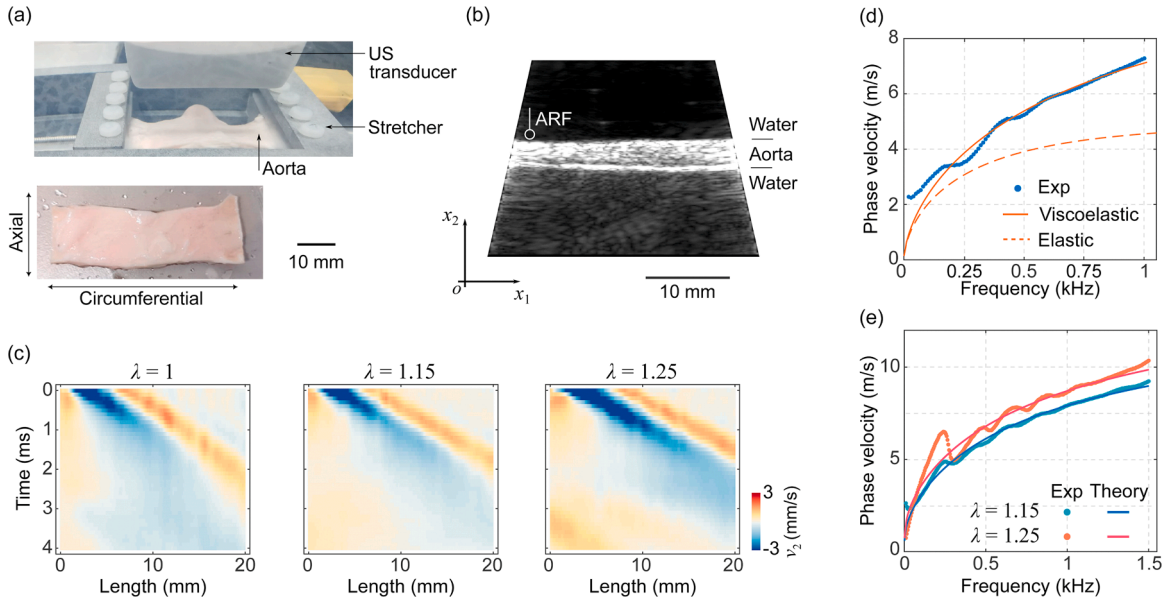 (a)
US
transducer
Stretcher
Aorta
Axial
10 mm
Circumferential
(b)
ARF
Water
Aorta
Water
x2
o
x1
10 mm
(c)
λ = 1
λ = 1.15
λ = 1.25
Time (ms)
0
1
2
3
4
0
10
20
Length (mm)
0
10
20
Length (mm)
0
10
20
Length (mm)
3
-3
v2 (mm/s)
(d)
Phase velocity (m/s)
8
6
4
2
0
Exp
Viscoelastic
Elastic
0
0.25
0.5
0.75
1
Frequency (kHz)
(e)
Phase velocity (m/s)
10
5
0
Exp Theory
λ = 1.15
λ = 1.25
0
0.5
1
1.5
Frequency (kHz)